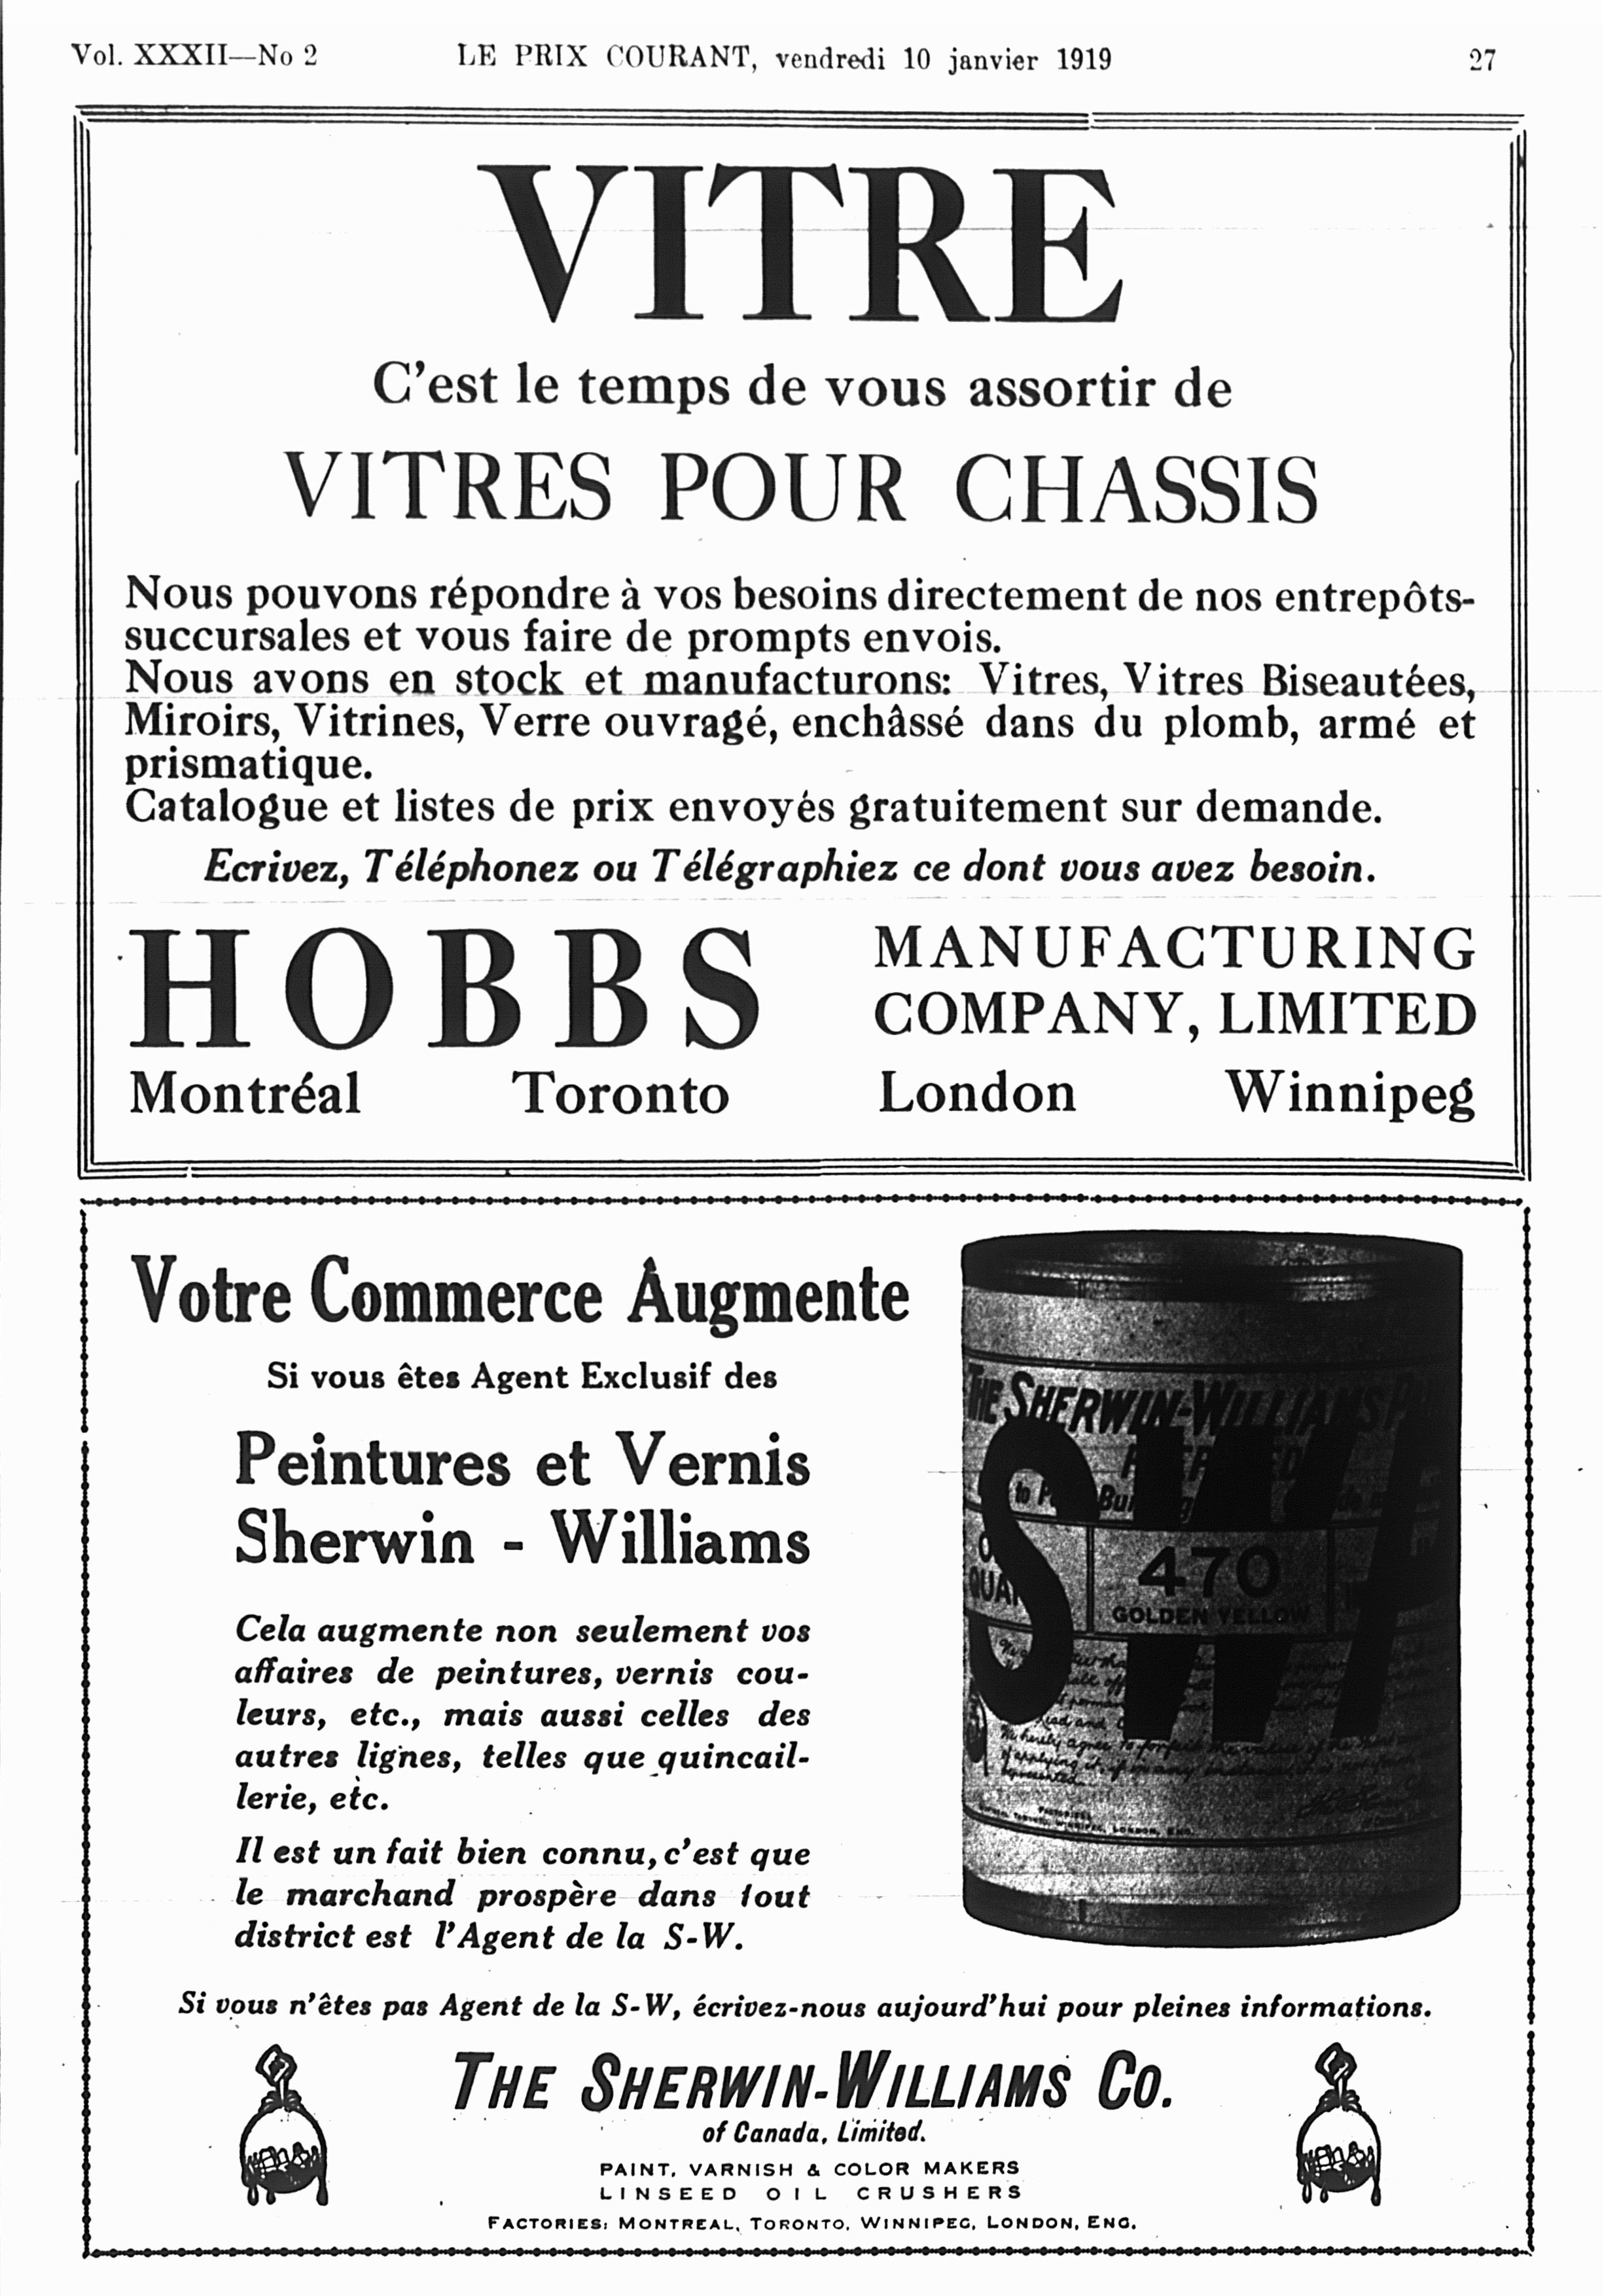 Vol. XXXII—No 2 LE PRIX COURANT, vendredi 10 janvier 1919 27
VITRE
C'est le temps de vous assortir de
VITRES POUR CHASSIS
Nous pouvons répondre à vos besoins directement de nos entrepôts-
succursales et vous faire de prompts envois.
Nous avons en stock et manufacturons: Vitres, Vitres Biseautées,
Miroirs, Vitrines, Verre ouvragé, enchâssé dans du plomb, armé et
prismatique.
Catalogue et listes de prix envoyés gratuitement sur demande.
Ecrivez, Téléphonez ou Télégraphiez ce dont vous avez besoin.
HOBBS MANUFACTURING
COMPANY, LIMITED
Montréal Toronto London Winnipeg
Votre Commerce Augmente
Si vous êtes Agent Exclusif des
Peintures et Vernis
Sherwin - Williams
Cela augmente non seulement vos
affaires de peintures, vernis cou-
leurs, etc., mais aussi celles des
autres lignes, telles que quincail-
lerie, etc.
Il est un fait bien connu, c'est que
le marchand prospère dans tout
district est l'Agent de la S-W.
THE SHERWIN-WILLIAMS
SWP
470
GOLDEN YELLOW
Si vous n'êtes pas Agent de la S-W, écrivez-nous aujourd'hui pour pleines informations.
THE SHERWIN-WILLIAMS CO.
of Canada, Limited.
PAINT, VARNISH & COLOR MAKERS
LINSEED OIL CRUSHERS
FACTORIES: MONTREAL, TORONTO, WINNIPEG, LONDON, ENG.